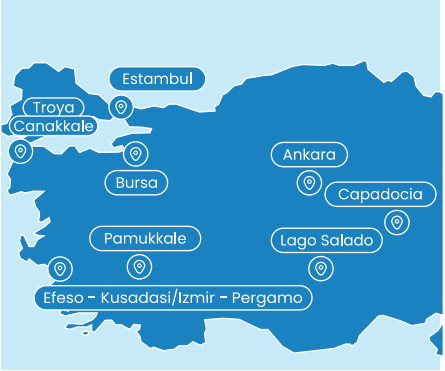 Estambul
Troya
Canakkale
Bursa
Ankara
Capadocia
Pamukkale
Lago Salado
Efeso - Kusadasi/Izmir - Pergamo